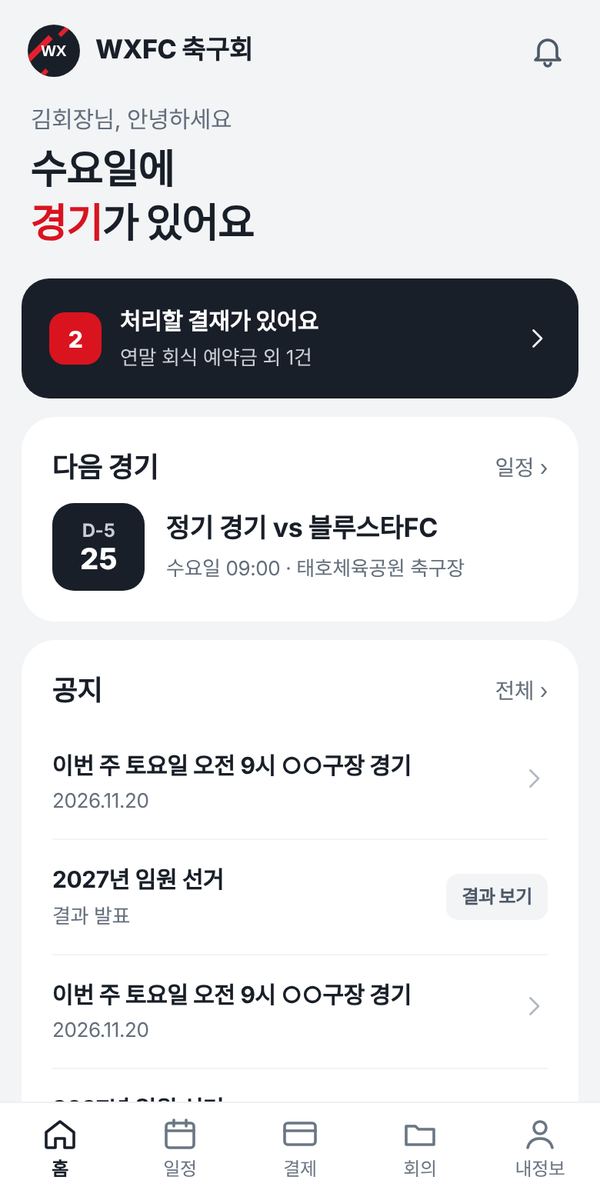 WX
WXFC 축구회
김회장님, 안녕하세요
수요일에
경기가 있어요
2
처리할 결재가 있어요
연말 회식 예약금 외 1건
다음 경기
일정 ›
D-5
25
정기 경기 vs 블루스타FC
수요일 09:00 · 태호체육공원 축구장
공지
전체 ›
이번 주 토요일 오전 9시 ○○구장 경기
2026.11.20
2027년 임원 선거
결과 발표
결과 보기
이번 주 토요일 오전 9시 ○○구장 경기
2026.11.20
홈
일정
결제
회의
내정보